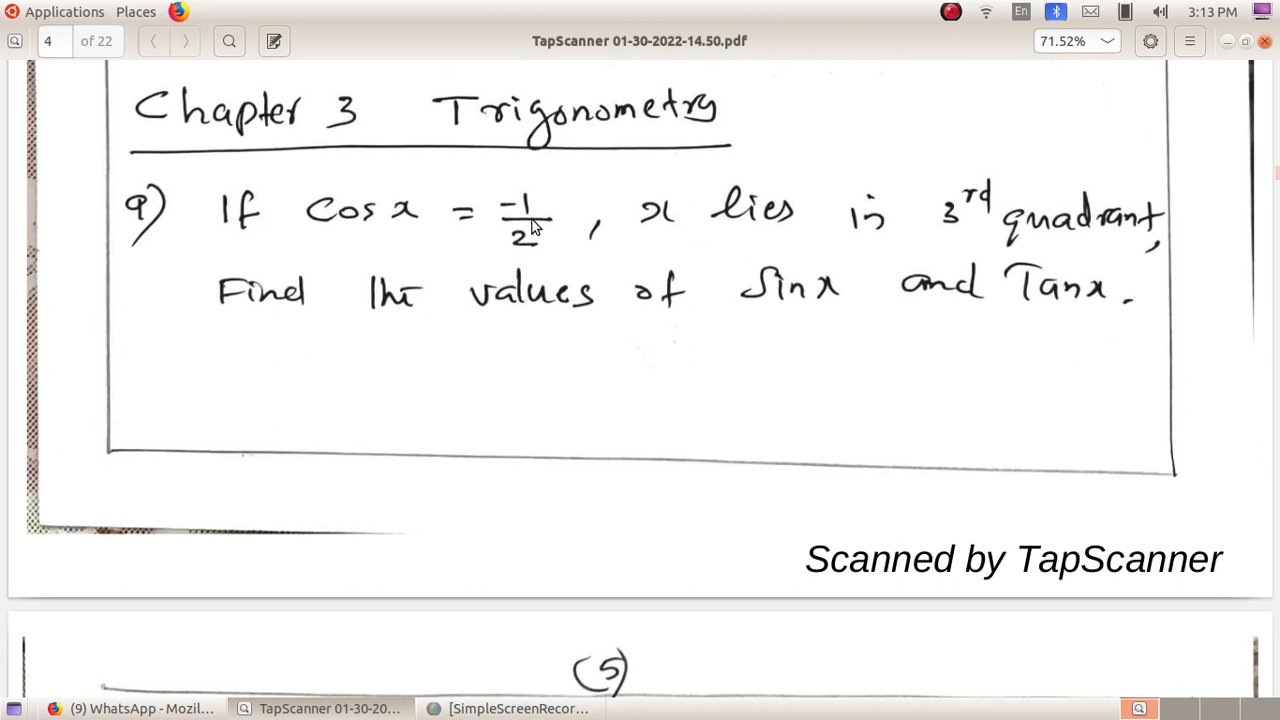 Applications Places En 3:13 PM
4 of 22 TapScanner 01-30-2022-14.50.pdf 71.52%
Chapter 3 Trigonometry
9) If Cos x = -1/2 , x lies in 3rd quadrant,
Find the values of Sinx and Tanx.
Scanned by TapScanner
(5)
(9) WhatsApp - Mozil... TapScanner 01-30-20... [SimpleScreenRecor...